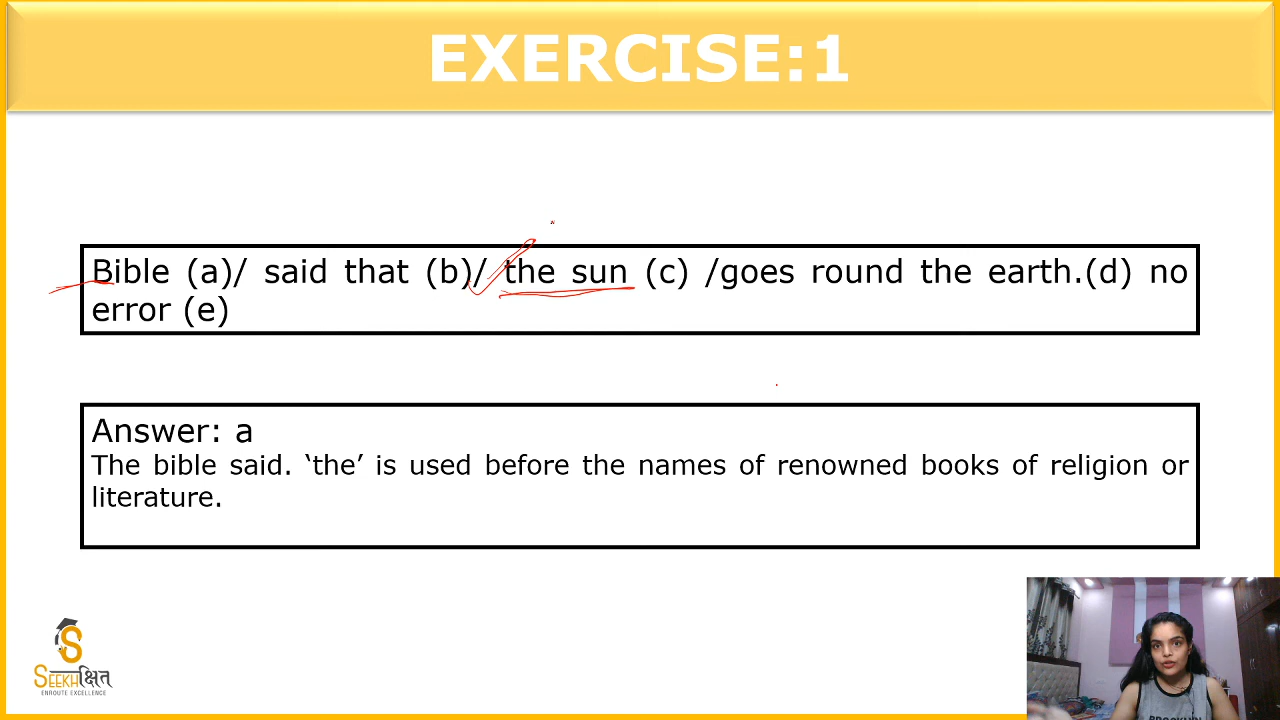 EXERCISE:1
Bible (a)/ said that (b)/ the sun (c) /goes round the earth.(d) no
error (e)
Answer: a
The bible said. ‘the’ is used before the names of renowned books of religion or
literature.
S
SEEKHक्षित
ENROUTE EXCELLENCE
BROOKLYN